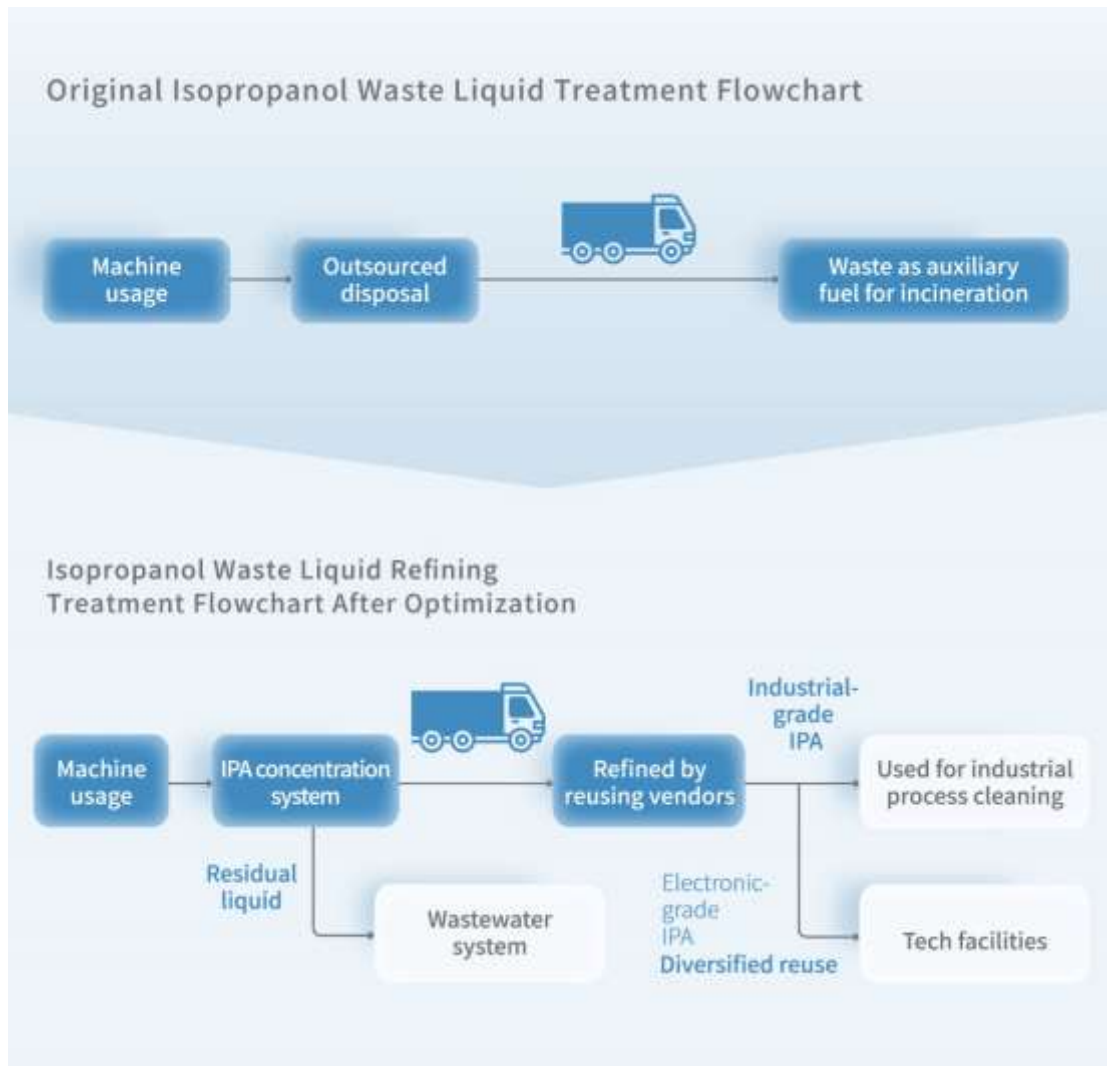 Original Isopropanol Waste Liquid Treatment Flowchart
Machine
usage
Outsourced
disposal
Waste as auxiliary
fuel for incineration
Isopropanol Waste Liquid Refining
Treatment Flowchart After Optimization
Machine
usage
IPA concentration
system
Refined by
reusing vendors
Industrial-
grade
IPA
Used for industrial
process cleaning
Residual
liquid
Wastewater
system
Electronic-
grade
IPA
Diversified reuse
Tech facilities